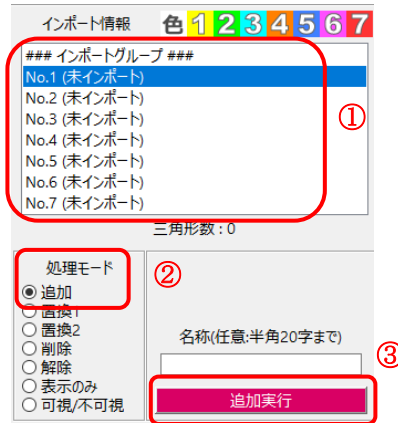 インポート情報 色 1 2 3 4 5 6 7
### インポートグループ ###
No.1 (未インポート)
No.2 (未インポート)
No.3 (未インポート)
No.4 (未インポート)
No.5 (未インポート)
No.6 (未インポート)
No.7 (未インポート)
①
三角形数 : 0
処理モード
②
追加
置換1
置換2
削除
解除
表示のみ
可視/不可視
名称(任意:半角20字まで)
③
追加実行